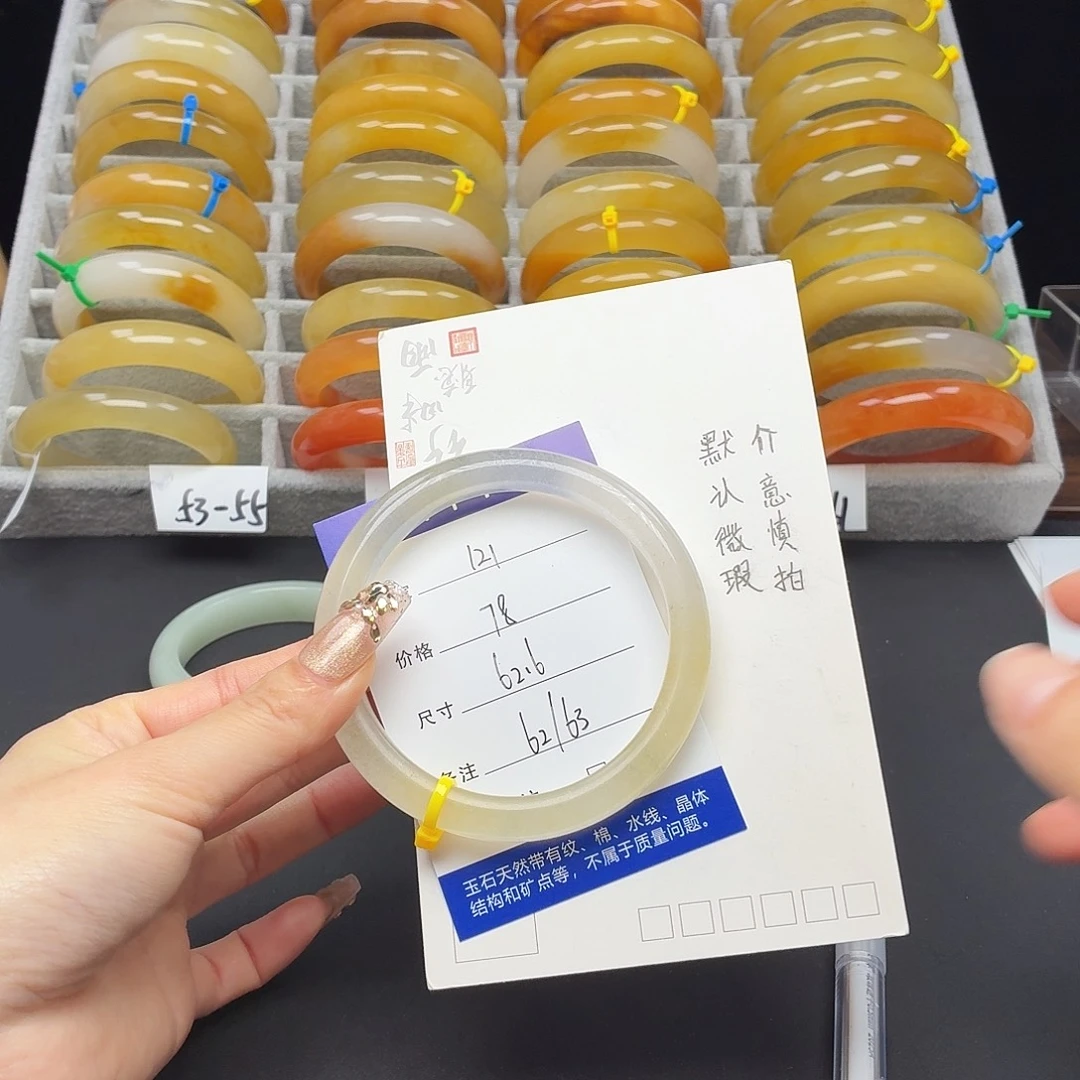 53-55
默认微瑕
介意慎拍
121
价格 78
尺寸 62.6
备注 62/63
玉石天然带有纹、棉、水线、晶体
结构和矿点等，不属于质量问题。